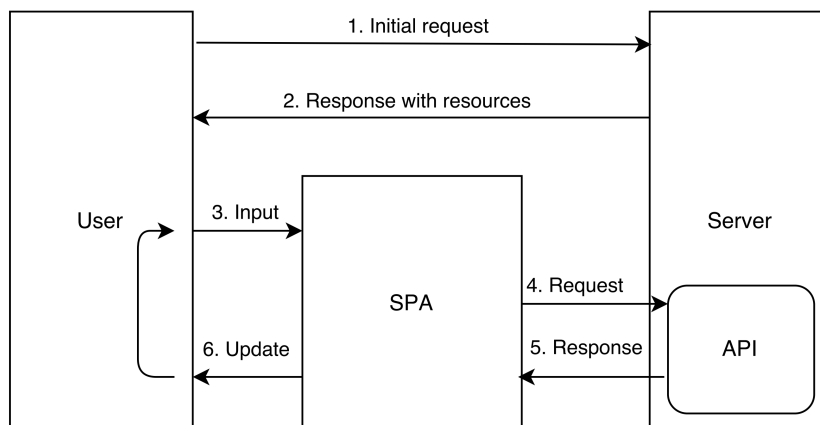 1. Initial request
2. Response with resources
User
3. Input
Server
SPA
4. Request
6. Update
5. Response
API